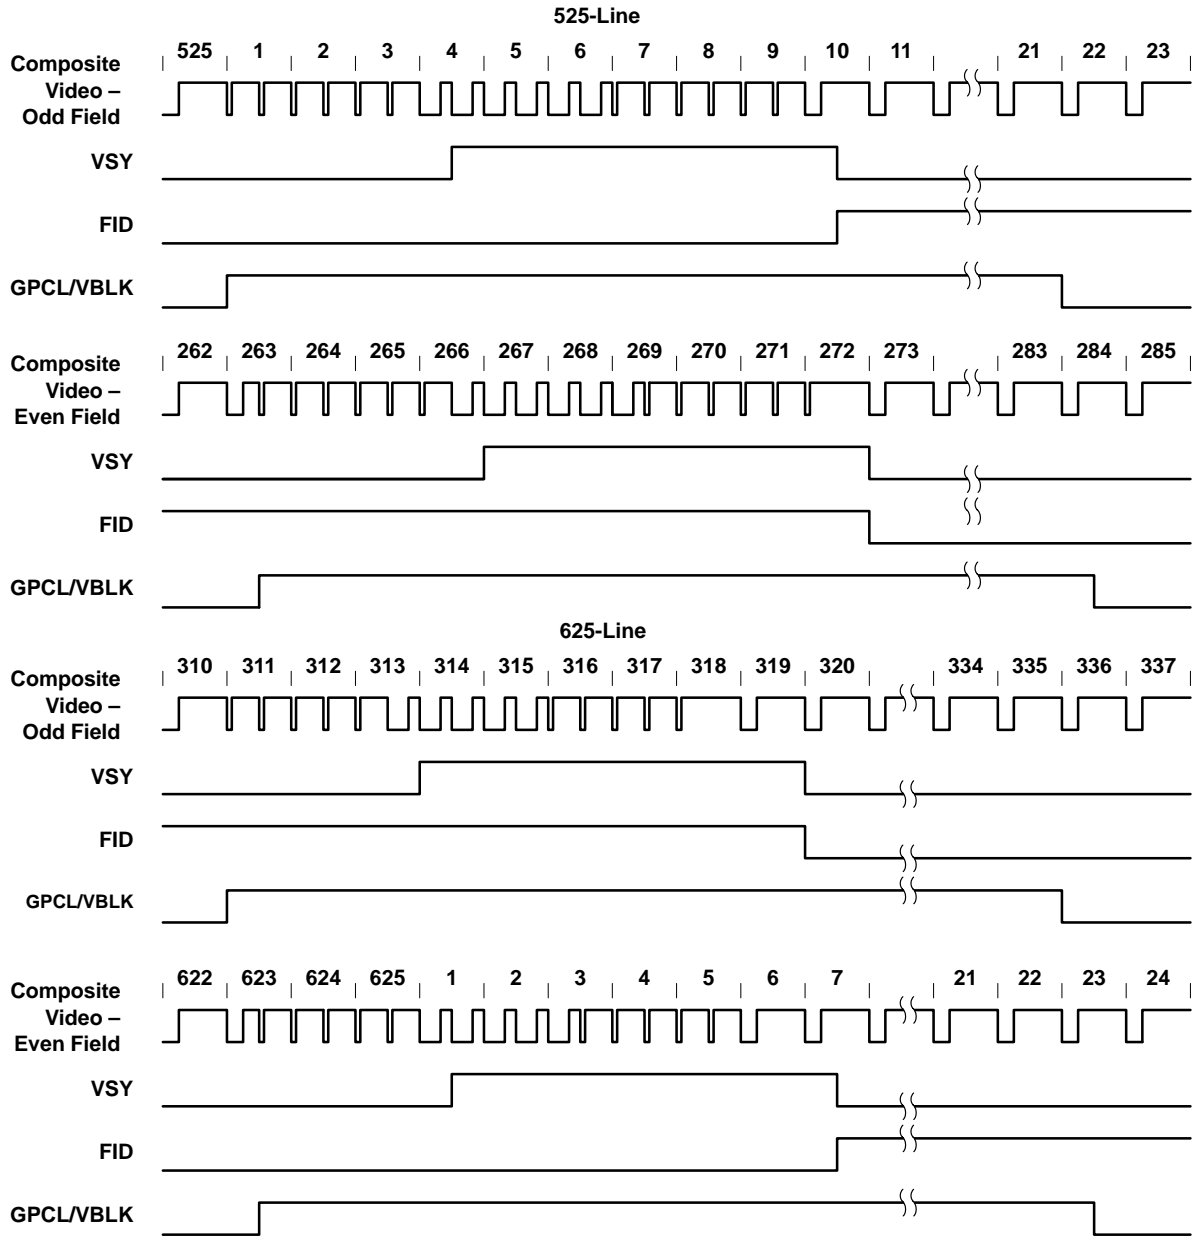 525-Line
525 1 2 3 4 5 6 7 8 9 10 11 21 22 23
Composite
Video –
Odd Field
VSY
FID
GPCL/VBLK
262 263 264 265 266 267 268 269 270 271 272 273 283 284 285
Composite
Video –
Even Field
VSY
FID
GPCL/VBLK
625-Line
310 311 312 313 314 315 316 317 318 319 320 334 335 336 337
Composite
Video –
Odd Field
VSY
FID
GPCL/VBLK
622 623 624 625 1 2 3 4 5 6 7 21 22 23 24
Composite
Video –
Even Field
VSY
FID
GPCL/VBLK